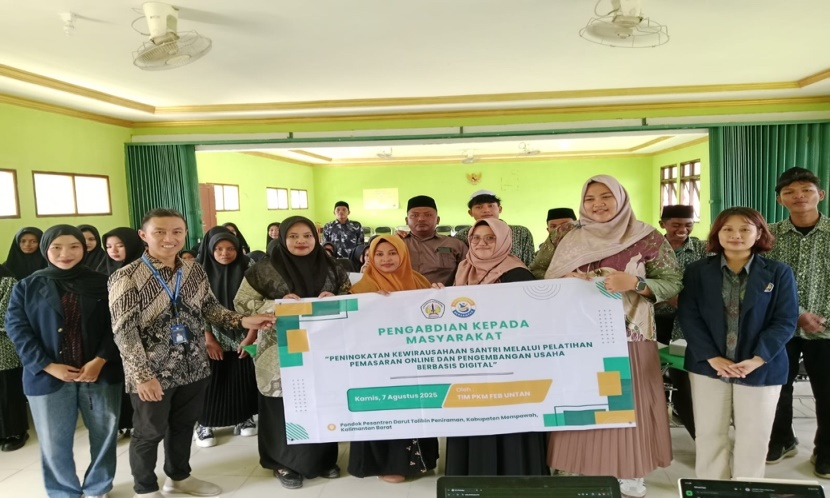 PENGABDIAN KEPADA
MASYARAKAT
"PENINGKATAN KEWIRAUSAHAAN SANTRI MELALUI PELATIHAN
PEMASARAN ONLINE DAN PENGEMBANGAN USAHA
BERBASIS DIGITAL"
Kamis, 7 Agustus 2025
Oleh:
TIM PKM FEB UNTAN
Pondok Pesantren Darut Talibin Peniraman, Kabupaten Mempawah,
Kalimantan Barat